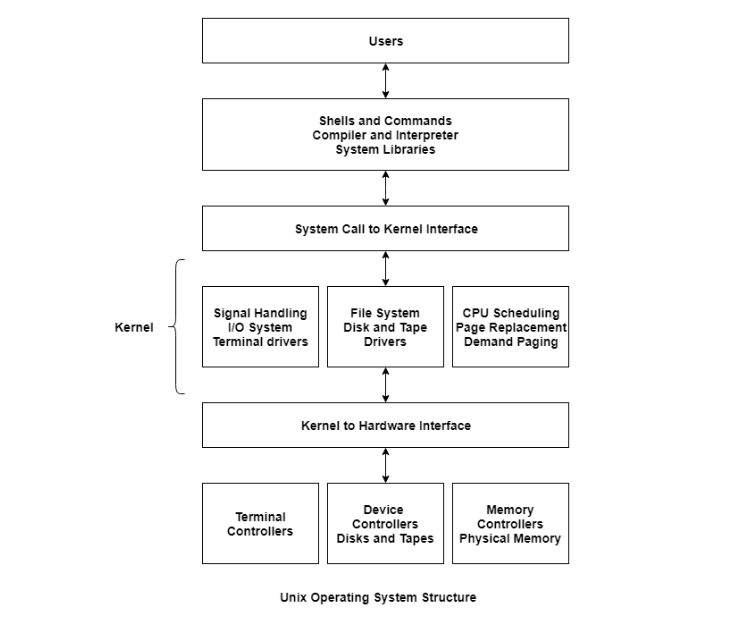 Users
Shells and Commands
Compiler and Interpreter
System Libraries
System Call to Kernel Interface
Kernel
Signal Handling
I/O System
Terminal drivers
File System
Disk and Tape
Drivers
CPU Scheduling
Page Replacement
Demand Paging
Kernel to Hardware Interface
Terminal
Controllers
Device
Controllers
Disks and Tapes
Memory
Controllers
Physical Memory
Unix Operating System Structure